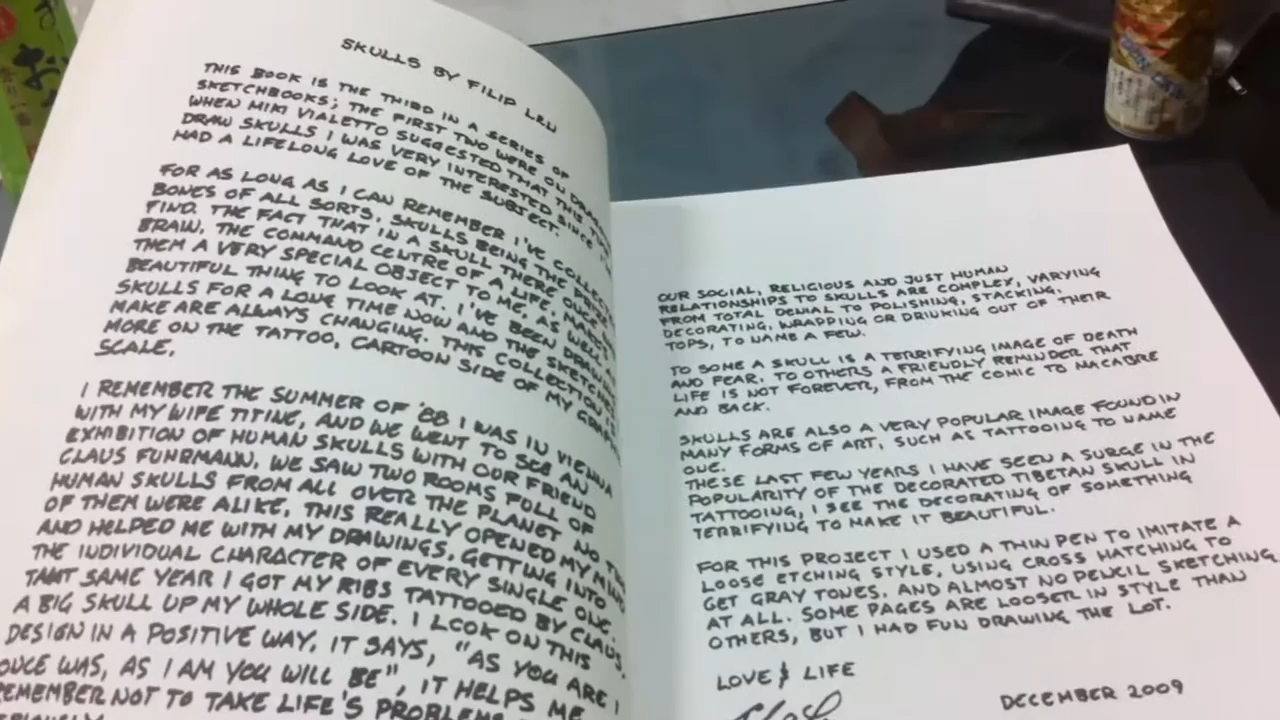 SKULLS BY FILIP LEU
THIS BOOK IS THE THIRD IN A SERIES OF
SKETCHBOOKS; THE FIRST TWO WERE ON
WHEN MIKI VIALETTO SUGGESTED THAT THIS
DRAW SKULLS I WAS VERY INTERESTED SINCE
HAD A LIFELONG LOVE OF THE SUBJECT.
FOR AS LONG AS I CAN REMEMBER I'VE
BONES OF ALL SORTS, SKULLS BEING THE
FIND. THE FACT THAT IN A SKULL THERE ONCE
BRAIN, THE COMMAND CENTRE OF A LIFE, MAKES
THEM A VERY SPECIAL OBJECT TO ME, AS WELL
BEAUTIFUL THING TO LOOK AT. I'VE BEEN DRAWING
SKULLS FOR A LONG TIME NOW AND THE SKETCHES
MAKE ARE ALWAYS CHANGING. THIS COLLECTION IS
MORE ON THE TATTOO, CARTOON SIDE OF MY
SCALE.
I REMEMBER THE SUMMER OF '88 I WAS IN VIENNA
WITH MY WIFE TITINE, AND WE WENT TO SEE AN
EXHIBITION OF HUMAN SKULLS WITH OUR FRIEND
CLAUS FUHRMANN. WE SAW TWO ROOMS FULL OF
HUMAN SKULLS FROM ALL OVER THE PLANET NO
OF THEM WERE ALIKE. THIS REALLY OPENED MY MIND
AND HELPED ME WITH MY DRAWINGS, GETTING INTO
THE INDIVIDUAL CHARACTER OF EVERY SINGLE ONE.
THAT SAME YEAR I GOT MY RIBS TATTOOED BY CLAUS,
A BIG SKULL UP MY WHOLE SIDE. I LOOK ON THIS
DESIGN IN A POSITIVE WAY, IT SAYS, "AS YOU ARE I
ONCE WAS, AS I AM YOU WILL BE", IT HELPS ME
REMEMBER NOT TO TAKE LIFE'S PROBLEMS
OUR SOCIAL, RELIGIOUS AND JUST HUMAN
RELATIONSHIPS TO SKULLS ARE COMPLEX, VARYING
FROM TOTAL DENIAL TO POLISHING, STACKING,
DECORATING, WRAPPING OR DRINKING OUT OF THEIR
TOPS, TO NAME A FEW.
TO SOME A SKULL IS A TERRIFYING IMAGE OF DEATH
AND FEAR, TO OTHERS A FRIENDLY REMINDER THAT
LIFE IS NOT FOREVER, FROM THE COMIC TO MACABRE
AND BACK.
SKULLS ARE ALSO A VERY POPULAR IMAGE FOUND IN
MANY FORMS OF ART, SUCH AS TATTOOING TO NAME
ONE.
THESE LAST FEW YEARS I HAVE SEEN A SURGE IN THE
POPULARITY OF THE DECORATED TIBETAN SKULL IN
TATTOOING, I SEE THE DECORATING OF SOMETHING
TERRIFYING TO MAKE IT BEAUTIFUL.
FOR THIS PROJECT I USED A THIN PEN TO IMITATE A
LOOSE ETCHING STYLE, USING CROSS HATCHING TO
GET GRAY TONES, AND ALMOST NO PENCIL SKETCHING
AT ALL. SOME PAGES ARE LOOSER IN STYLE THAN
OTHERS, BUT I HAD FUN DRAWING THE LOT.
LOVE & LIFE
DECEMBER 2009